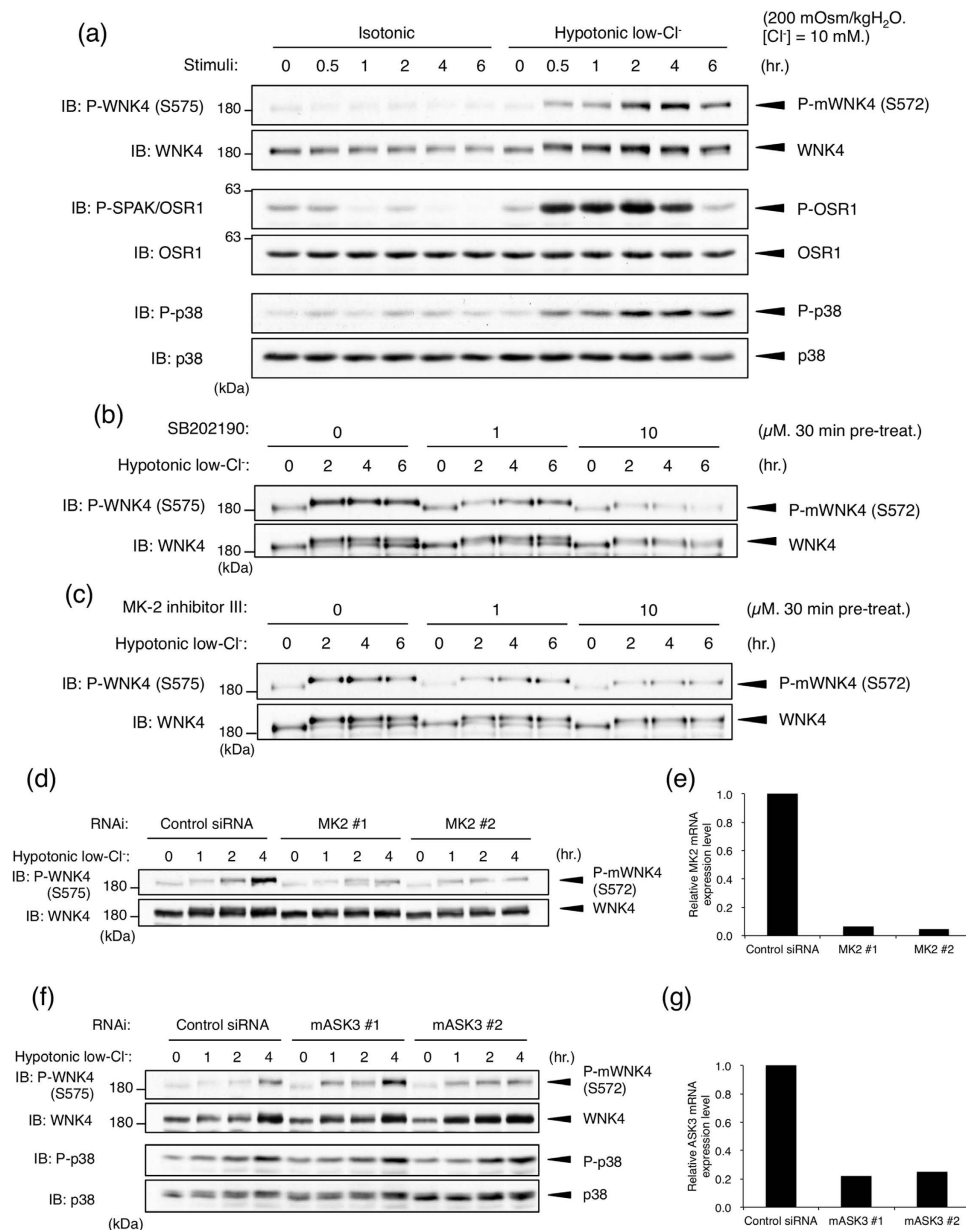 (a)
(200 mOsm/kgH2O.
[Cl-] = 10 mM.)
Isotonic Hypotonic low-Cl-
Stimuli: 0 0.5 1 2 4 6 0 0.5 1 2 4 6 (hr.)
IB: P-WNK4 (S575) 180 P-mWNK4 (S572)
IB: WNK4 180 WNK4
63
IB: P-SPAK/OSR1 P-OSR1
63
IB: OSR1 OSR1
IB: P-p38 P-p38
IB: p38 p38
(kDa)
(b)
SB202190: 0 1 10 (μM. 30 min pre-treat.)
Hypotonic low-Cl-: 0 2 4 6 0 2 4 6 0 2 4 6 (hr.)
IB: P-WNK4 (S575) 180 P-mWNK4 (S572)
IB: WNK4 180 WNK4
(kDa)
(c)
MK-2 inhibitor III: 0 1 10 (μM. 30 min pre-treat.)
Hypotonic low-Cl-: 0 2 4 6 0 2 4 6 0 2 4 6 (hr.)
IB: P-WNK4 (S575) 180 P-mWNK4 (S572)
IB: WNK4 180 WNK4
(kDa)
(d)
RNAi: Control siRNA MK2 #1 MK2 #2
Hypotonic low-Cl-: 0 1 2 4 0 1 2 4 0 1 2 4 (hr.)
IB: P-WNK4
(S575) 180 P-mWNK4
(S572)
IB: WNK4 180 WNK4
(kDa)
(e)
Relative MK2 mRNA
expression level
1.0
0.8
0.6
0.4
0.2
0.0
Control siRNA MK2 #1 MK2 #2
(f)
RNAi: Control siRNA mASK3 #1 mASK3 #2
Hypotonic low-Cl-: 0 1 2 4 0 1 2 4 0 1 2 4 (hr.)
IB: P-WNK4
(S575) 180 P-mWNK4
(S572)
IB: WNK4 180 WNK4
IB: P-p38 P-p38
IB: p38 p38
(kDa)
(g)
Relative ASK3 mRNA
expression level
1.0
0.8
0.6
0.4
0.2
0
Control siRNA mASK3 #1 mASK3 #2